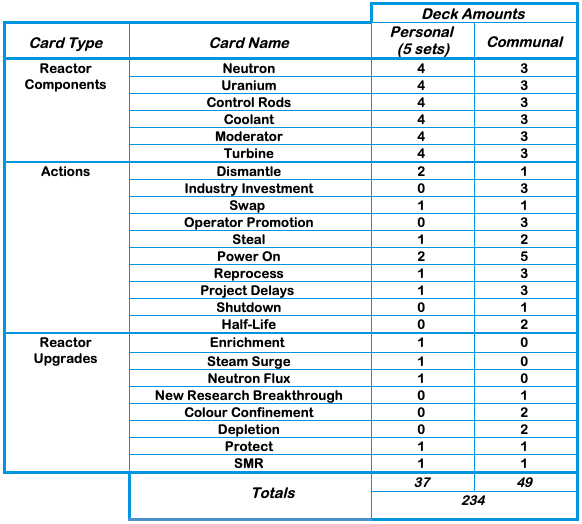 Deck Amounts
Card Type Card Name Personal (5 sets) Communal
Reactor Components Neutron 4 3
Uranium 4 3
Control Rods 4 3
Coolant 4 3
Moderator 4 3
Turbine 4 3
Actions Dismantle 2 1
Industry Investment 0 3
Swap 1 1
Operator Promotion 0 3
Steal 1 2
Power On 2 5
Reprocess 1 3
Project Delays 1 3
Shutdown 0 1
Half-Life 0 2
Reactor Upgrades Enrichment 1 0
Steam Surge 1 0
Neutron Flux 1 0
New Research Breakthrough 0 1
Colour Confinement 0 2
Depletion 0 2
Protect 1 1
SMR 1 1
Totals 37 49
234